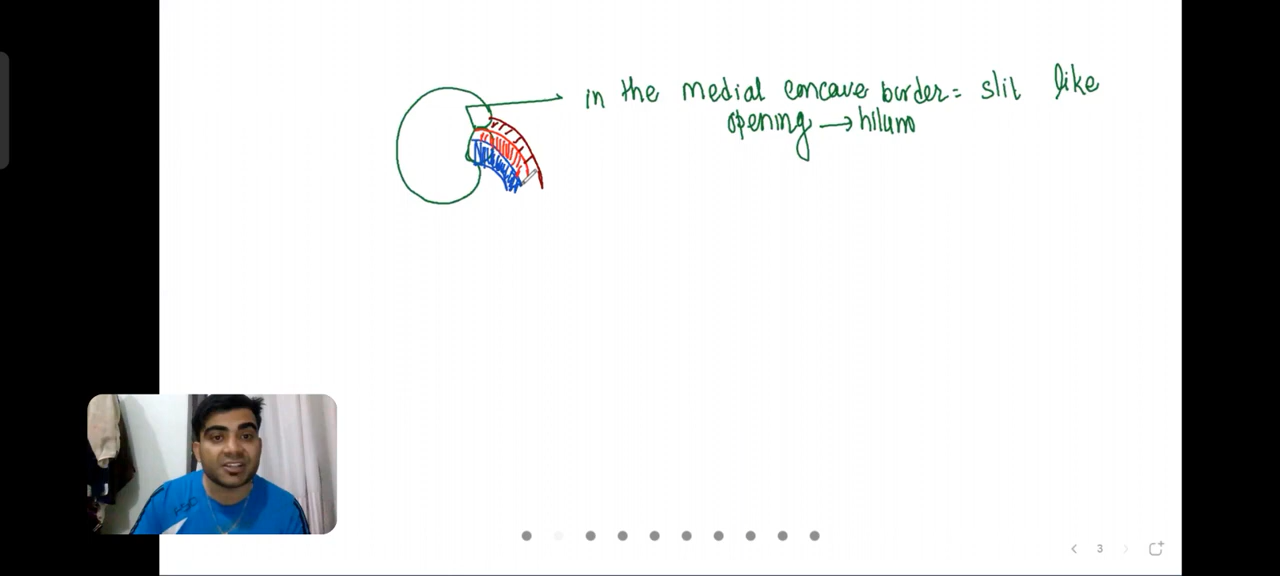 in the medial concave border = slit like
opening → hilum
3